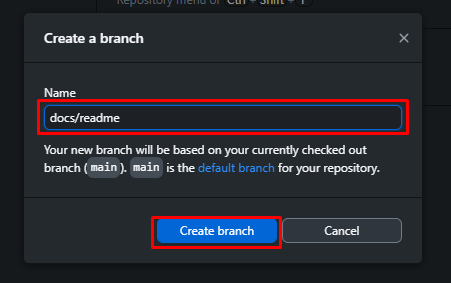 Repository menu or Ctrl + Shift +
Create a branch
Name
docs/readme
Your new branch will be based on your currently checked out
branch (main). main is the default branch for your repository.
Create branch
Cancel